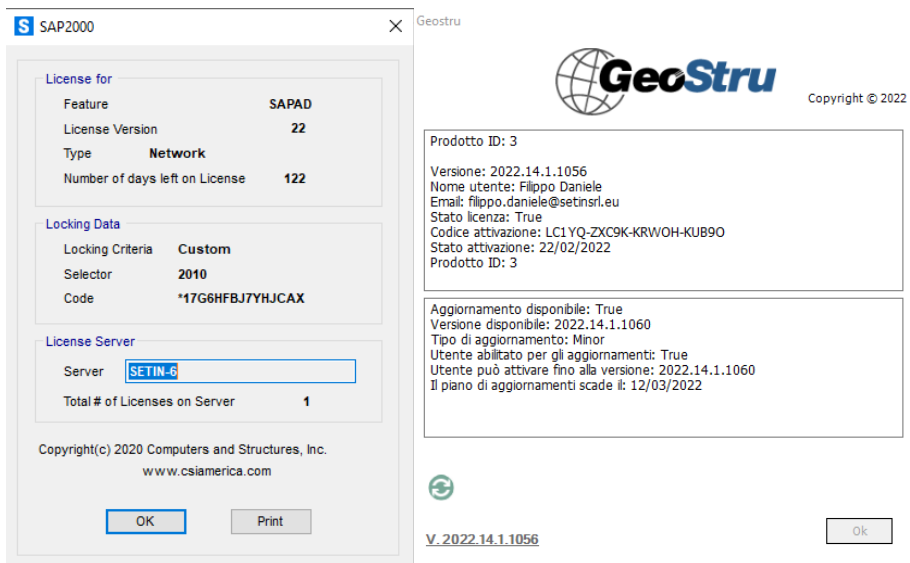 SAP2000
License for
Feature SAPAD
License Version 22
Type Network
Number of days left on License 122
Locking Data
Locking Criteria Custom
Selector 2010
Code *17G6HFBJ7YHJCAX
License Server
Server SETIN-6
Total # of Licenses on Server 1
Copyright(c) 2020 Computers and Structures, Inc.
www.csiamerica.com
OK Print
Geostru
GeoStru
Copyright © 2022
Prodotto ID: 3
Versione: 2022.14.1.1056
Nome utente: Filippo Daniele
Email: filippo.daniele@setinsrl.eu
Stato licenza: True
Codice attivazione: LC1YQ-ZXC9K-KRWOH-KUB9O
Stato attivazione: 22/02/2022
Prodotto ID: 3
Aggiornamento disponibile: True
Versione disponibile: 2022.14.1.1060
Tipo di aggiornamento: Minor
Utente abilitato per gli aggiornamenti: True
Utente può attivare fino alla versione: 2022.14.1.1060
Il piano di aggiornamenti scade il: 12/03/2022
V. 2022.14.1.1056
Ok